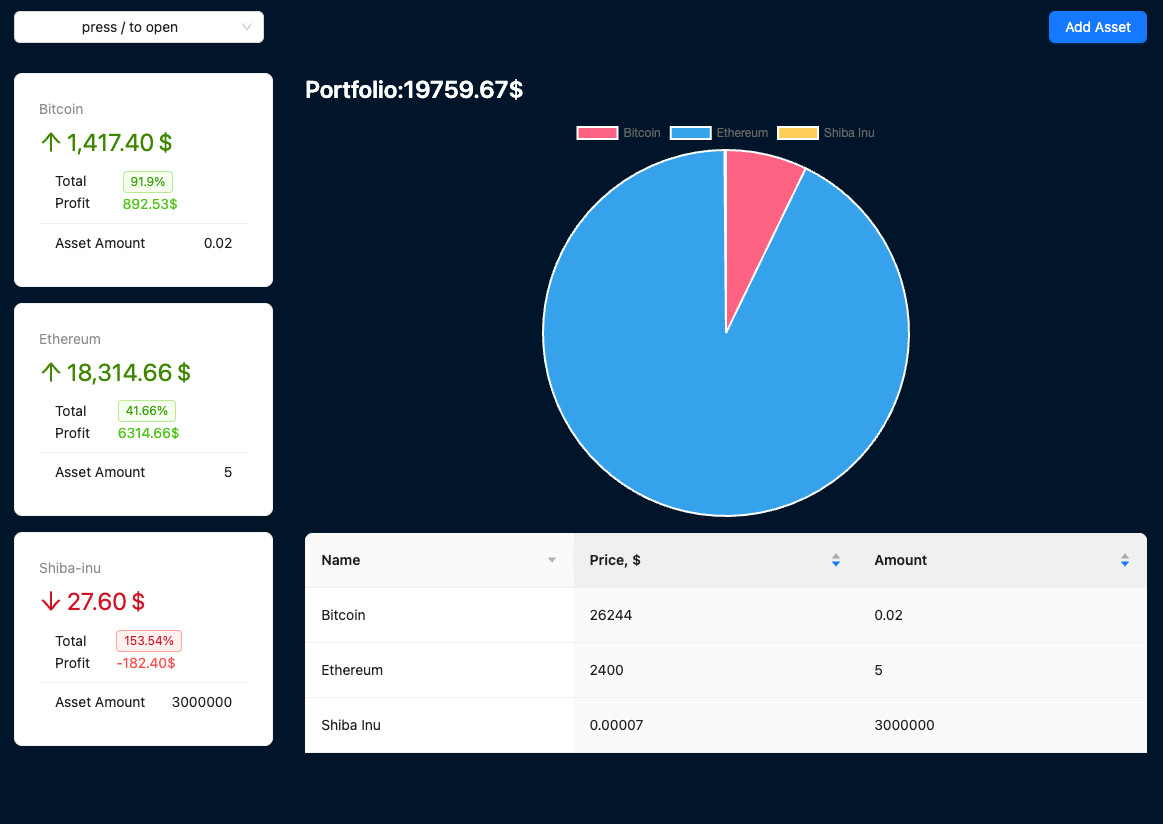 press / to open
Add Asset
Bitcoin
1,417.40 $
Total 91.9%
Profit 892.53$
Asset Amount 0.02
Ethereum
18,314.66 $
Total 41.66%
Profit 6314.66$
Asset Amount 5
Shiba-inu
27.60 $
Total 153.54%
Profit -182.40$
Asset Amount 3000000
Portfolio:19759.67$
Bitcoin Ethereum Shiba Inu
Name Price, $ Amount
Bitcoin 26244 0.02
Ethereum 2400 5
Shiba Inu 0.00007 3000000